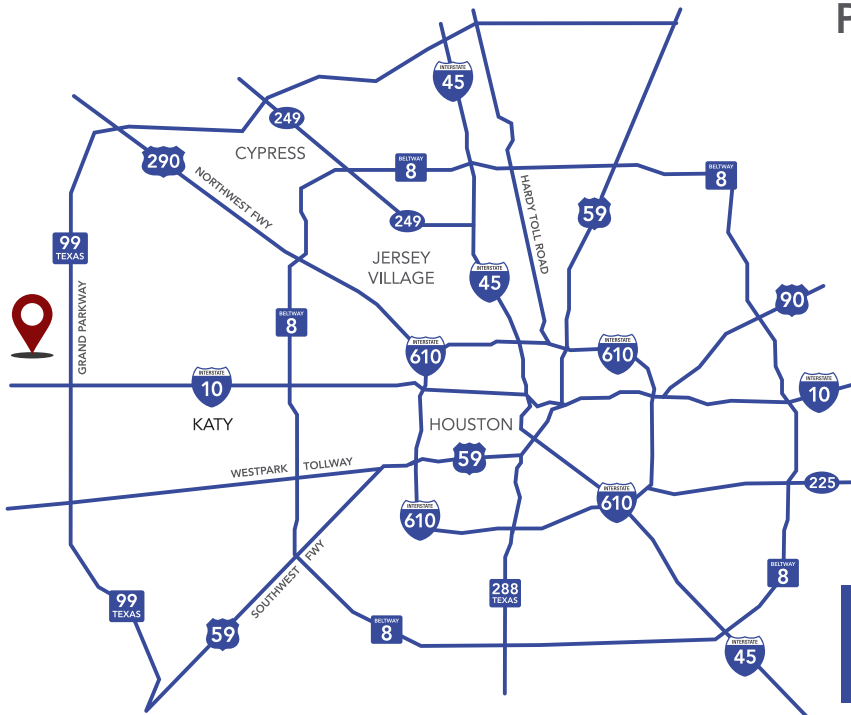 P
INTERSTATE
45
249
CYPRESS
290
NORTHWEST FWY
BELTWAY
8
BELTWAY
8
HARDY TOLL ROAD
59
249
99
TEXAS
JERSEY
VILLAGE
INTERSTATE
45
GRAND PARKWAY
90
BELTWAY
8
INTERSTATE
610
INTERSTATE
610
INTERSTATE
10
INTERSTATE
10
KATY
HOUSTON
WESTPARK TOLLWAY
59
225
INTERSTATE
610
INTERSTATE
610
SOUTHWEST FWY
BELTWAY
8
99
TEXAS
288
TEXAS
59
BELTWAY
8
INTERSTATE
45